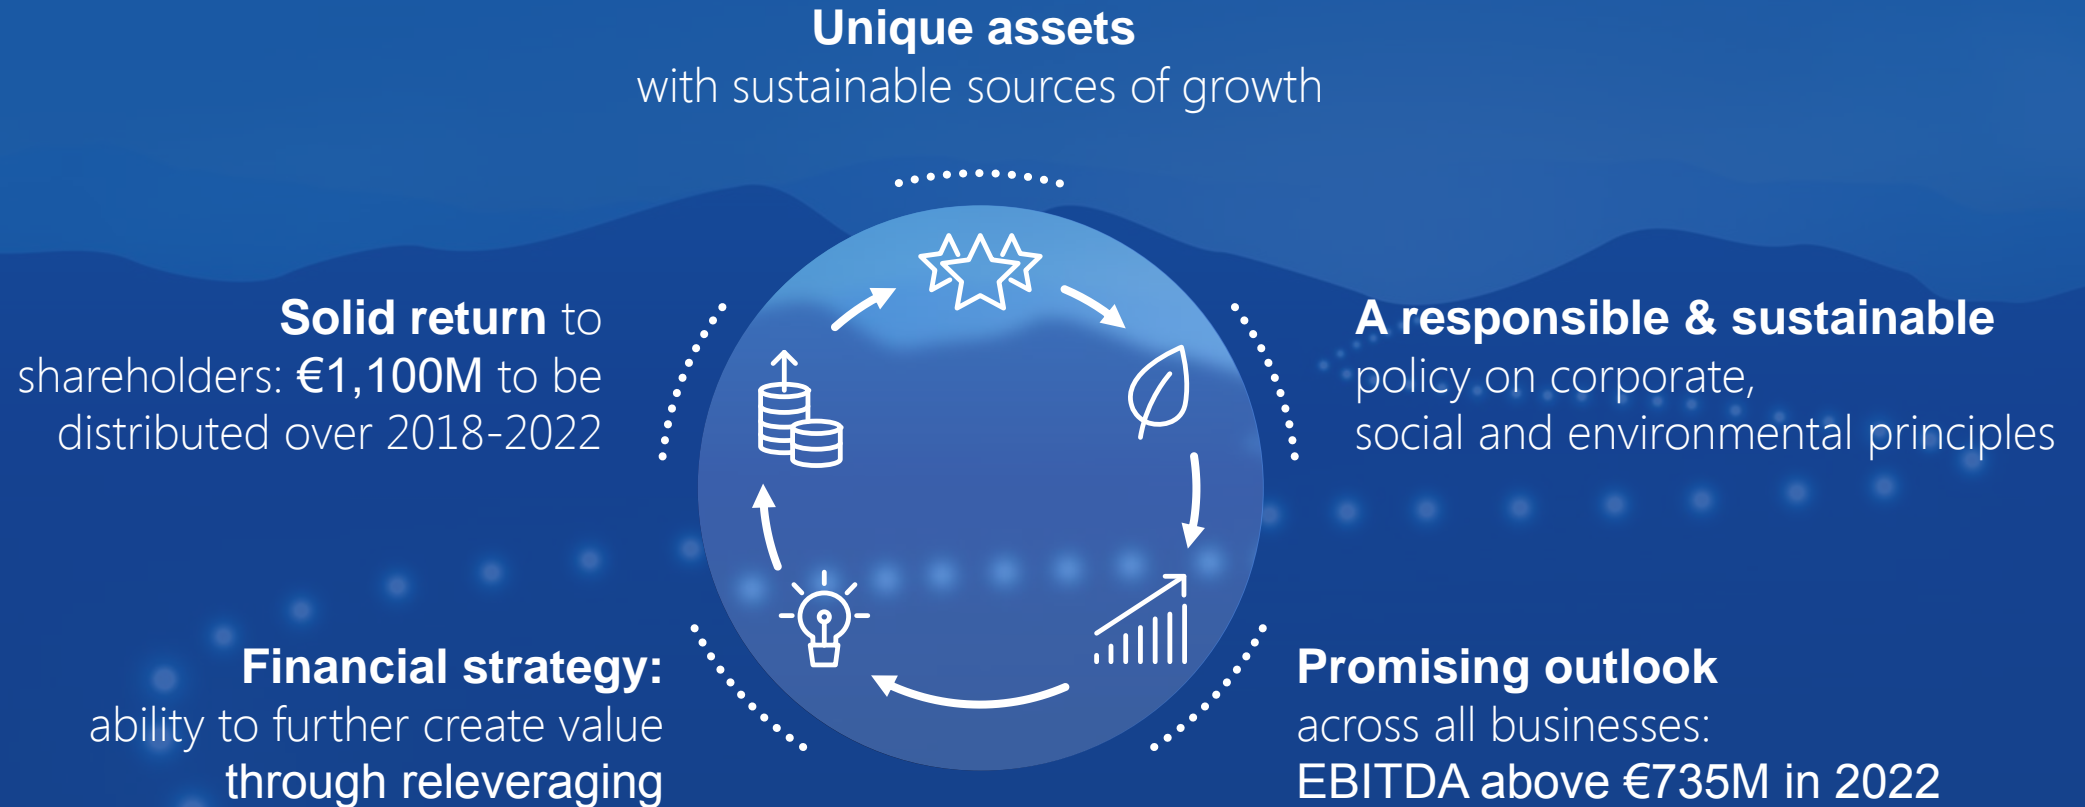 Unique assets
with sustainable sources of growth
Solid return to
shareholders: €1,100M to be
distributed over 2018-2022
A responsible & sustainable
policy on corporate,
social and environmental principles
Financial strategy:
ability to further create value
through releveraging
Promising outlook
across all businesses:
EBITDA above €735M in 2022